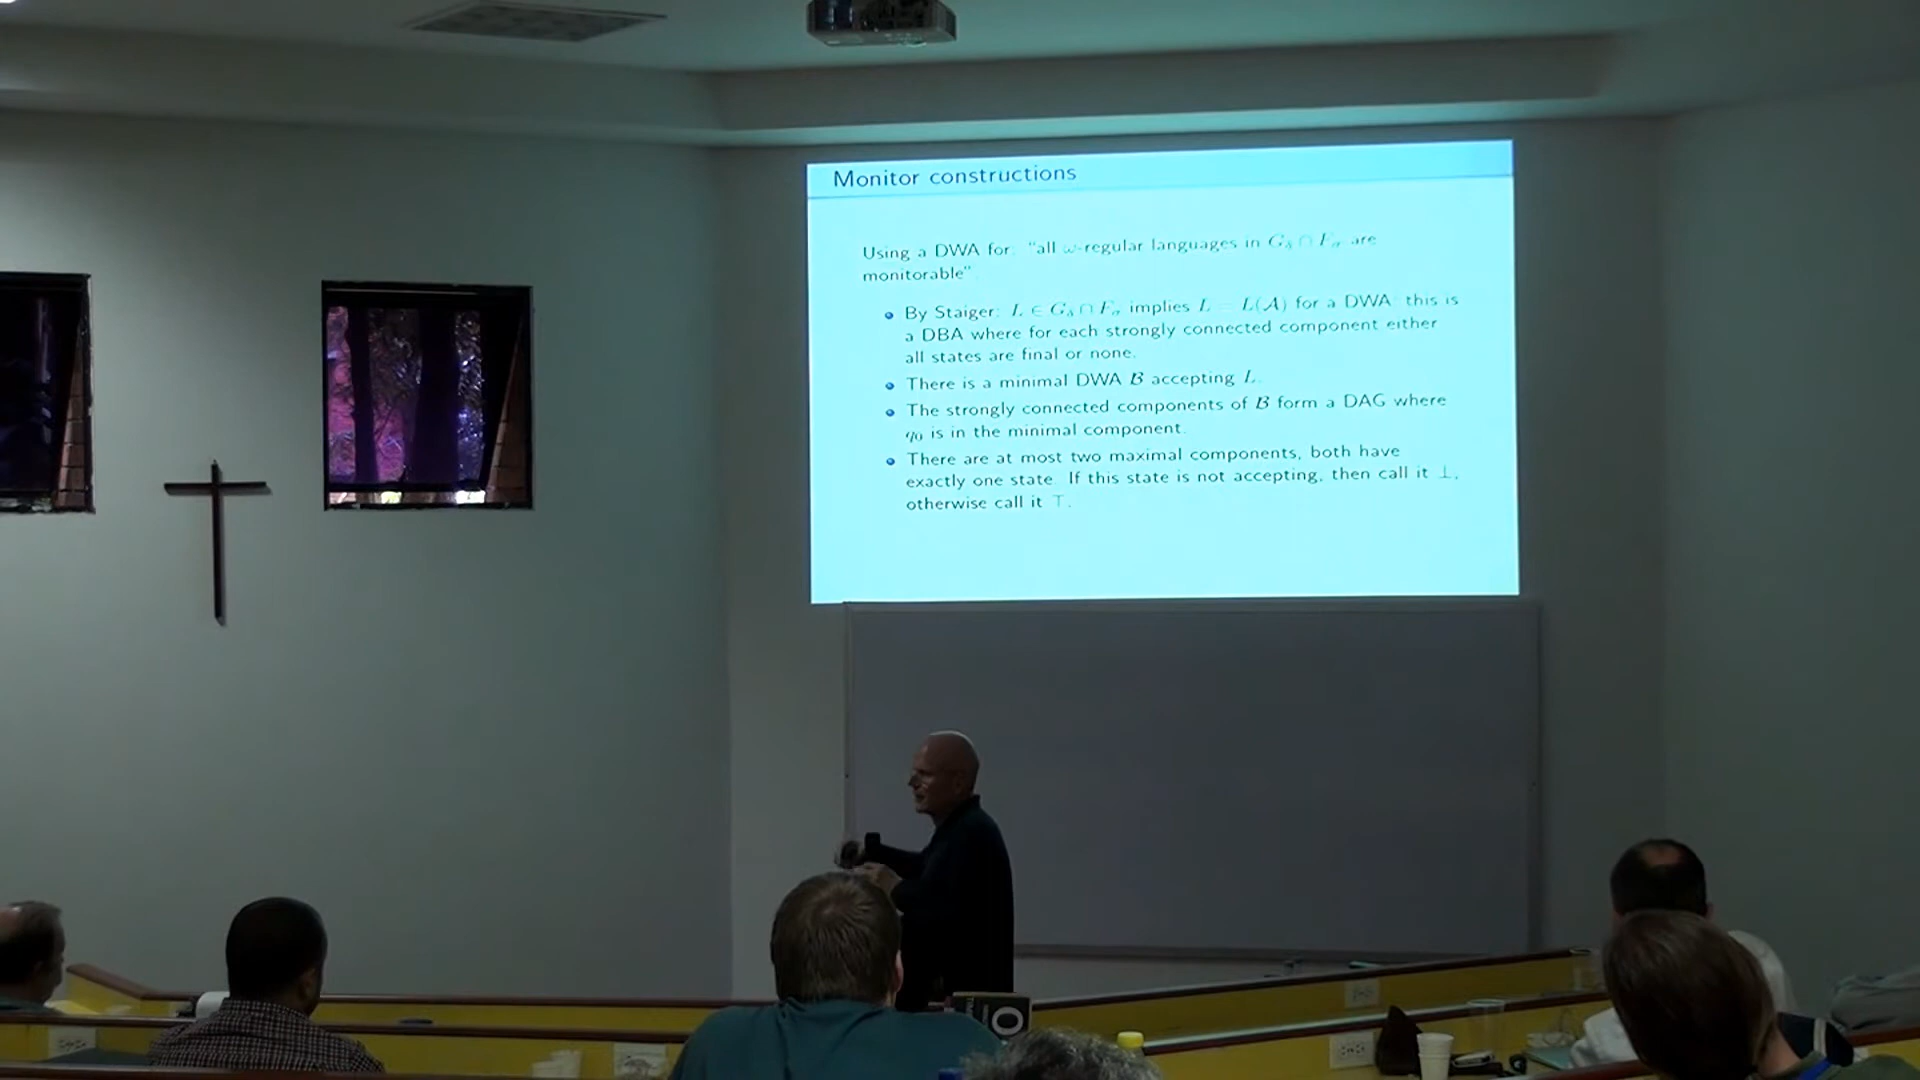 Monitor constructions
Using a DWA for: "all ω-regular languages in G_δ ∩ F_σ are
monitorable".
By Staiger: L ∈ G_δ ∩ F_σ implies L = L(𝒜) for a DWA: this is
a DBA where for each strongly connected component either
all states are final or none.
There is a minimal DWA ℬ accepting L.
The strongly connected components of ℬ form a DAG where
q₀ is in the minimal component.
There are at most two maximal components, both have
exactly one state. If this state is not accepting, then call it ⊥,
otherwise call it ⊤.